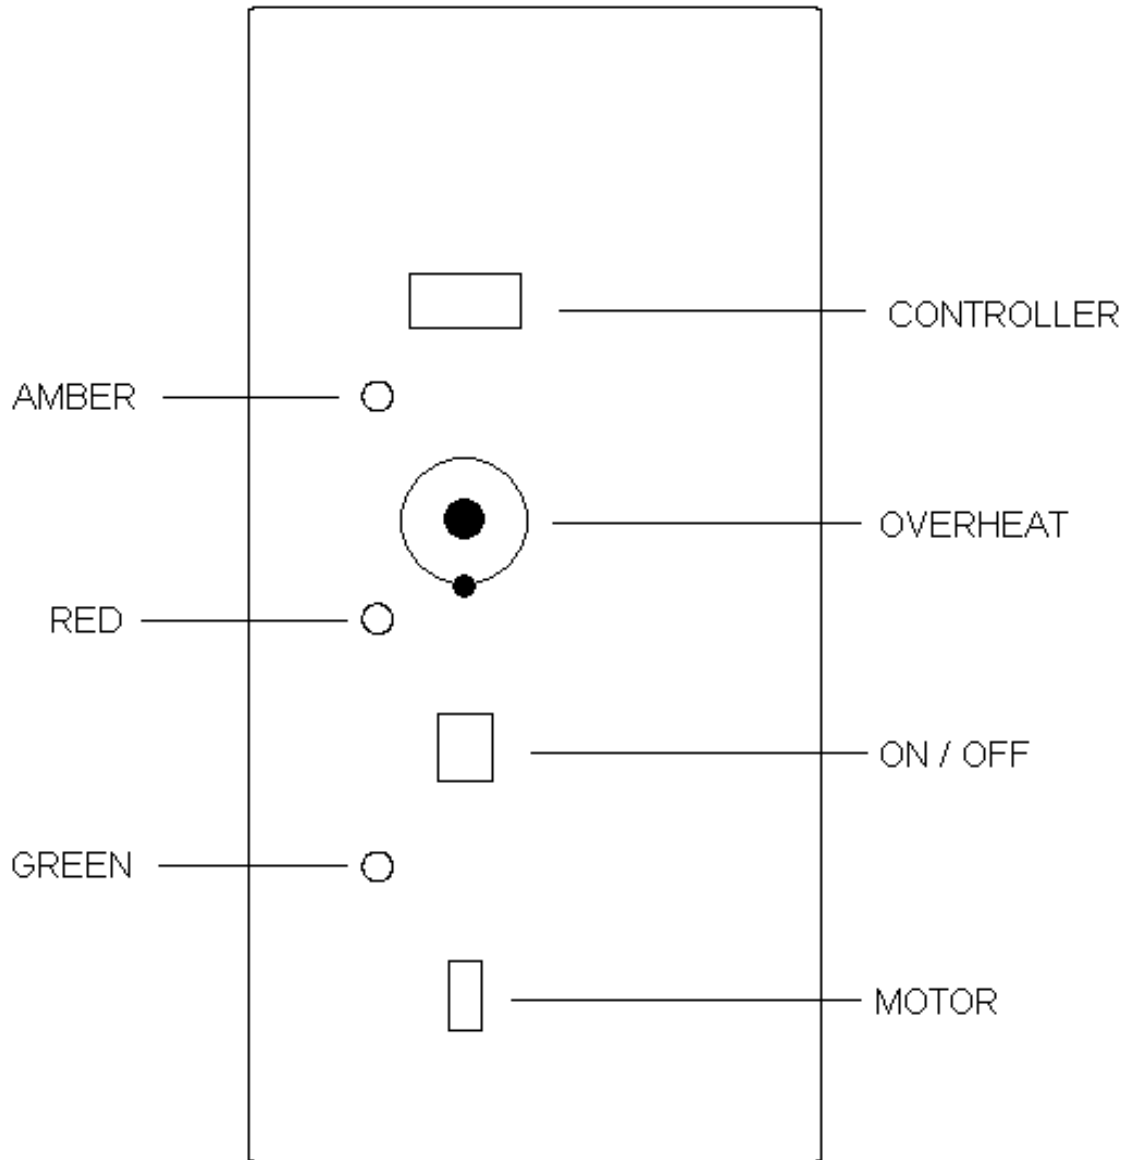 CONTROLLER
AMBER
OVERHEAT
RED
ON / OFF
GREEN
MOTOR